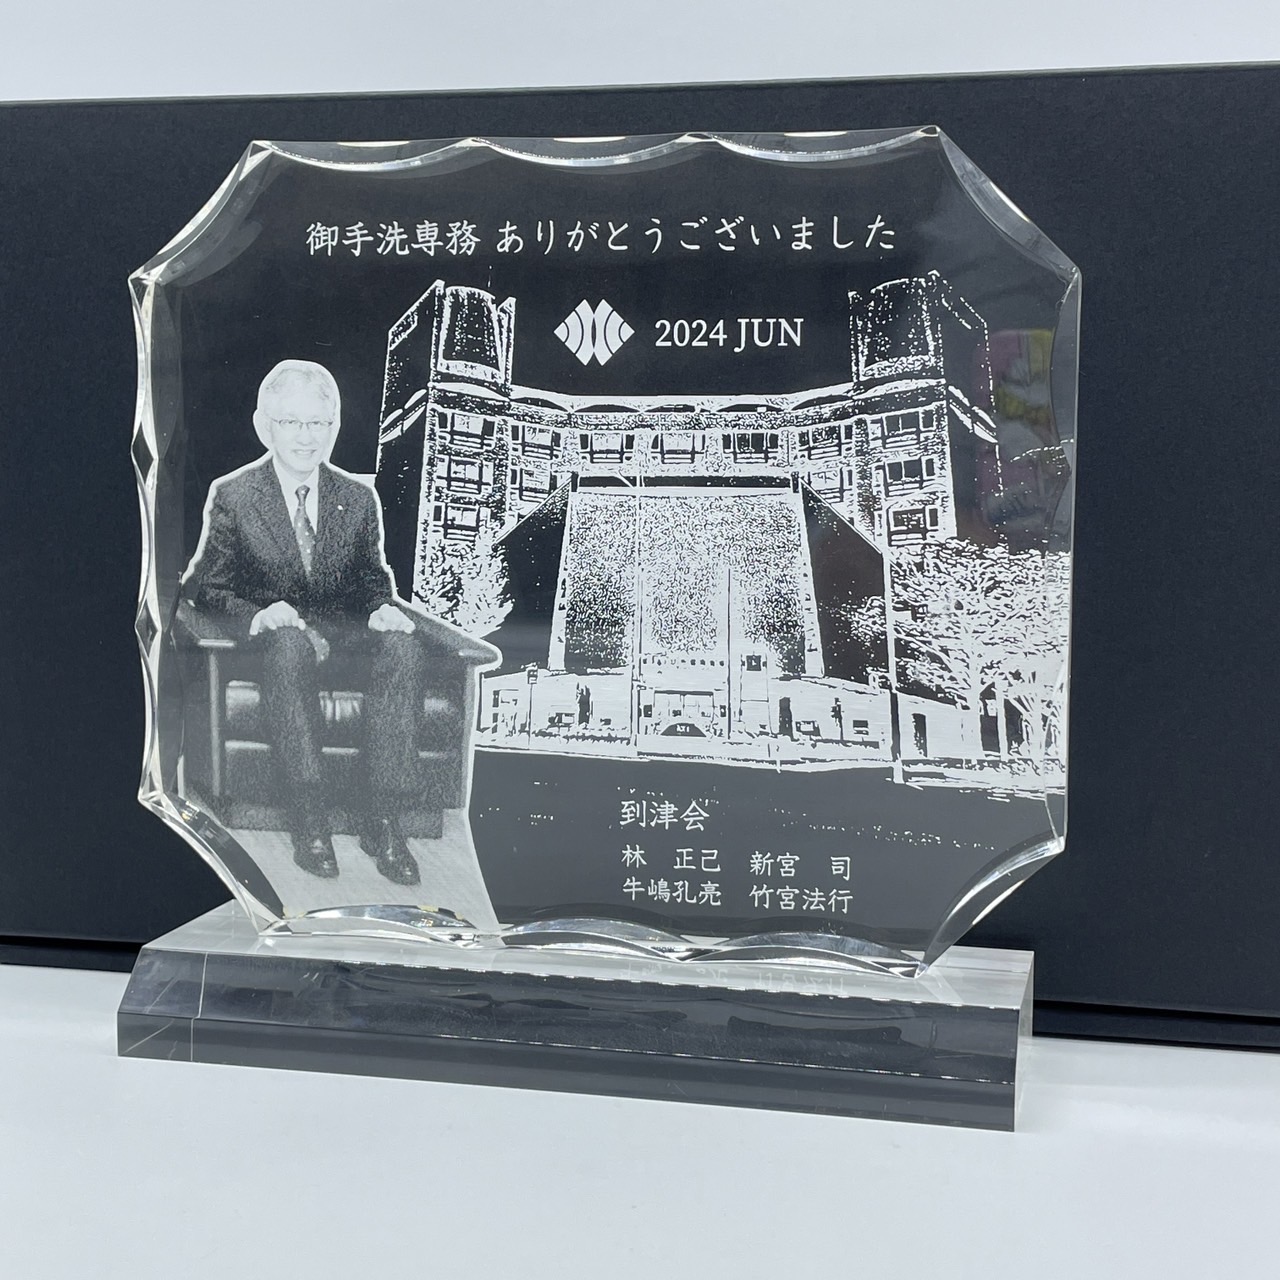 御手洗専務 ありがとうございました
2024 JUN
到津会
林　正己　新宮　司
牛嶋孔亮　竹宮法行